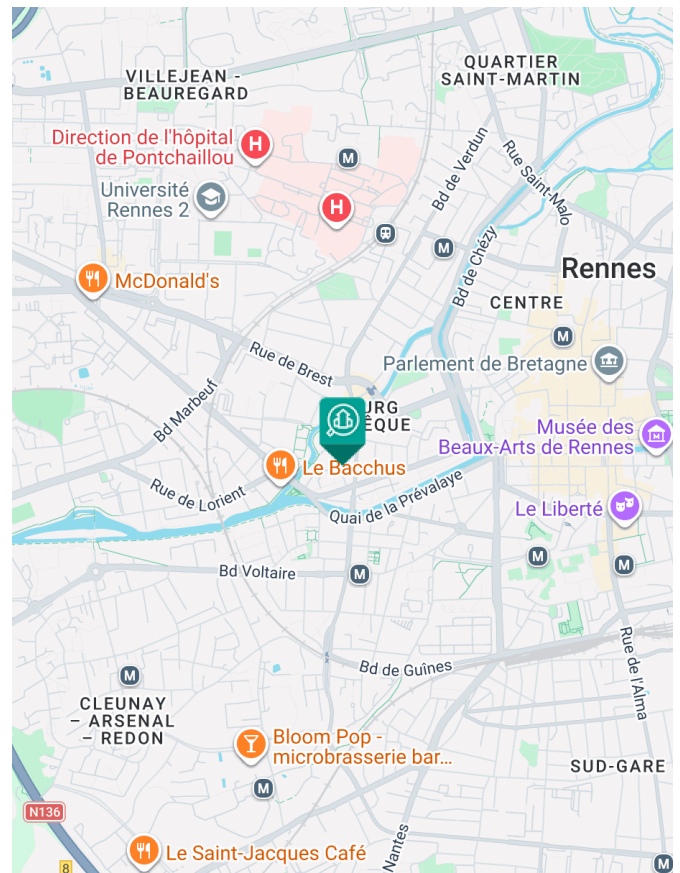 QUARTIER
SAINT-MARTIN
VILLEJEAN -
BEAUREGARD
Direction de l'hôpital
de Pontchaillou
H
M
Bd de Verdun
Rue Saint-Malo
Université
Rennes 2
H
M
Bd de Chézy
Rennes
McDonald's
CENTRE
M
Rue de Brest
Parlement de Bretagne
Bd Marbeuf
URG
ÊQUE
Musée des
Beaux-Arts de Rennes
M
Le Bacchus
Rue de Lorient
Quai de la Prévalaye
Le Liberté
M
M
Bd Voltaire
M
Bd de Guînes
Rue de l'Alma
M
CLEUNAY
– ARSENAL
– REDON
Bloom Pop -
microbrasserie bar...
SUD-GARE
M
N136
Nantes
Le Saint-Jacques Café
M
8